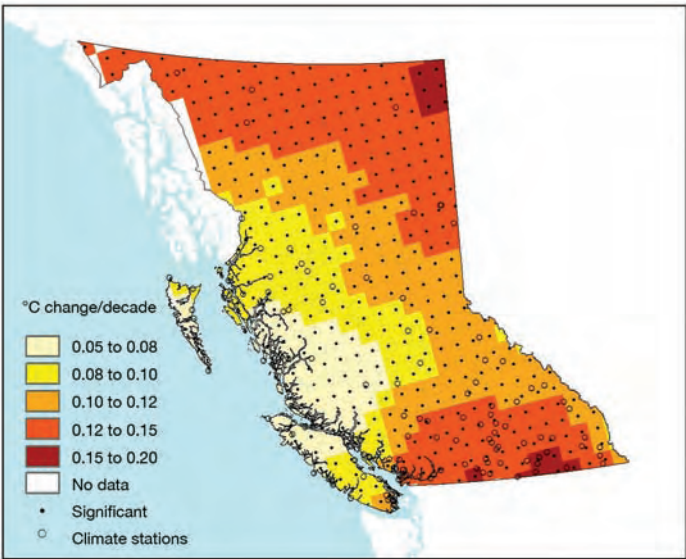 °C change/decade
0.05 to 0.08
0.08 to 0.10
0.10 to 0.12
0.12 to 0.15
0.15 to 0.20
No data
Significant
Climate stations